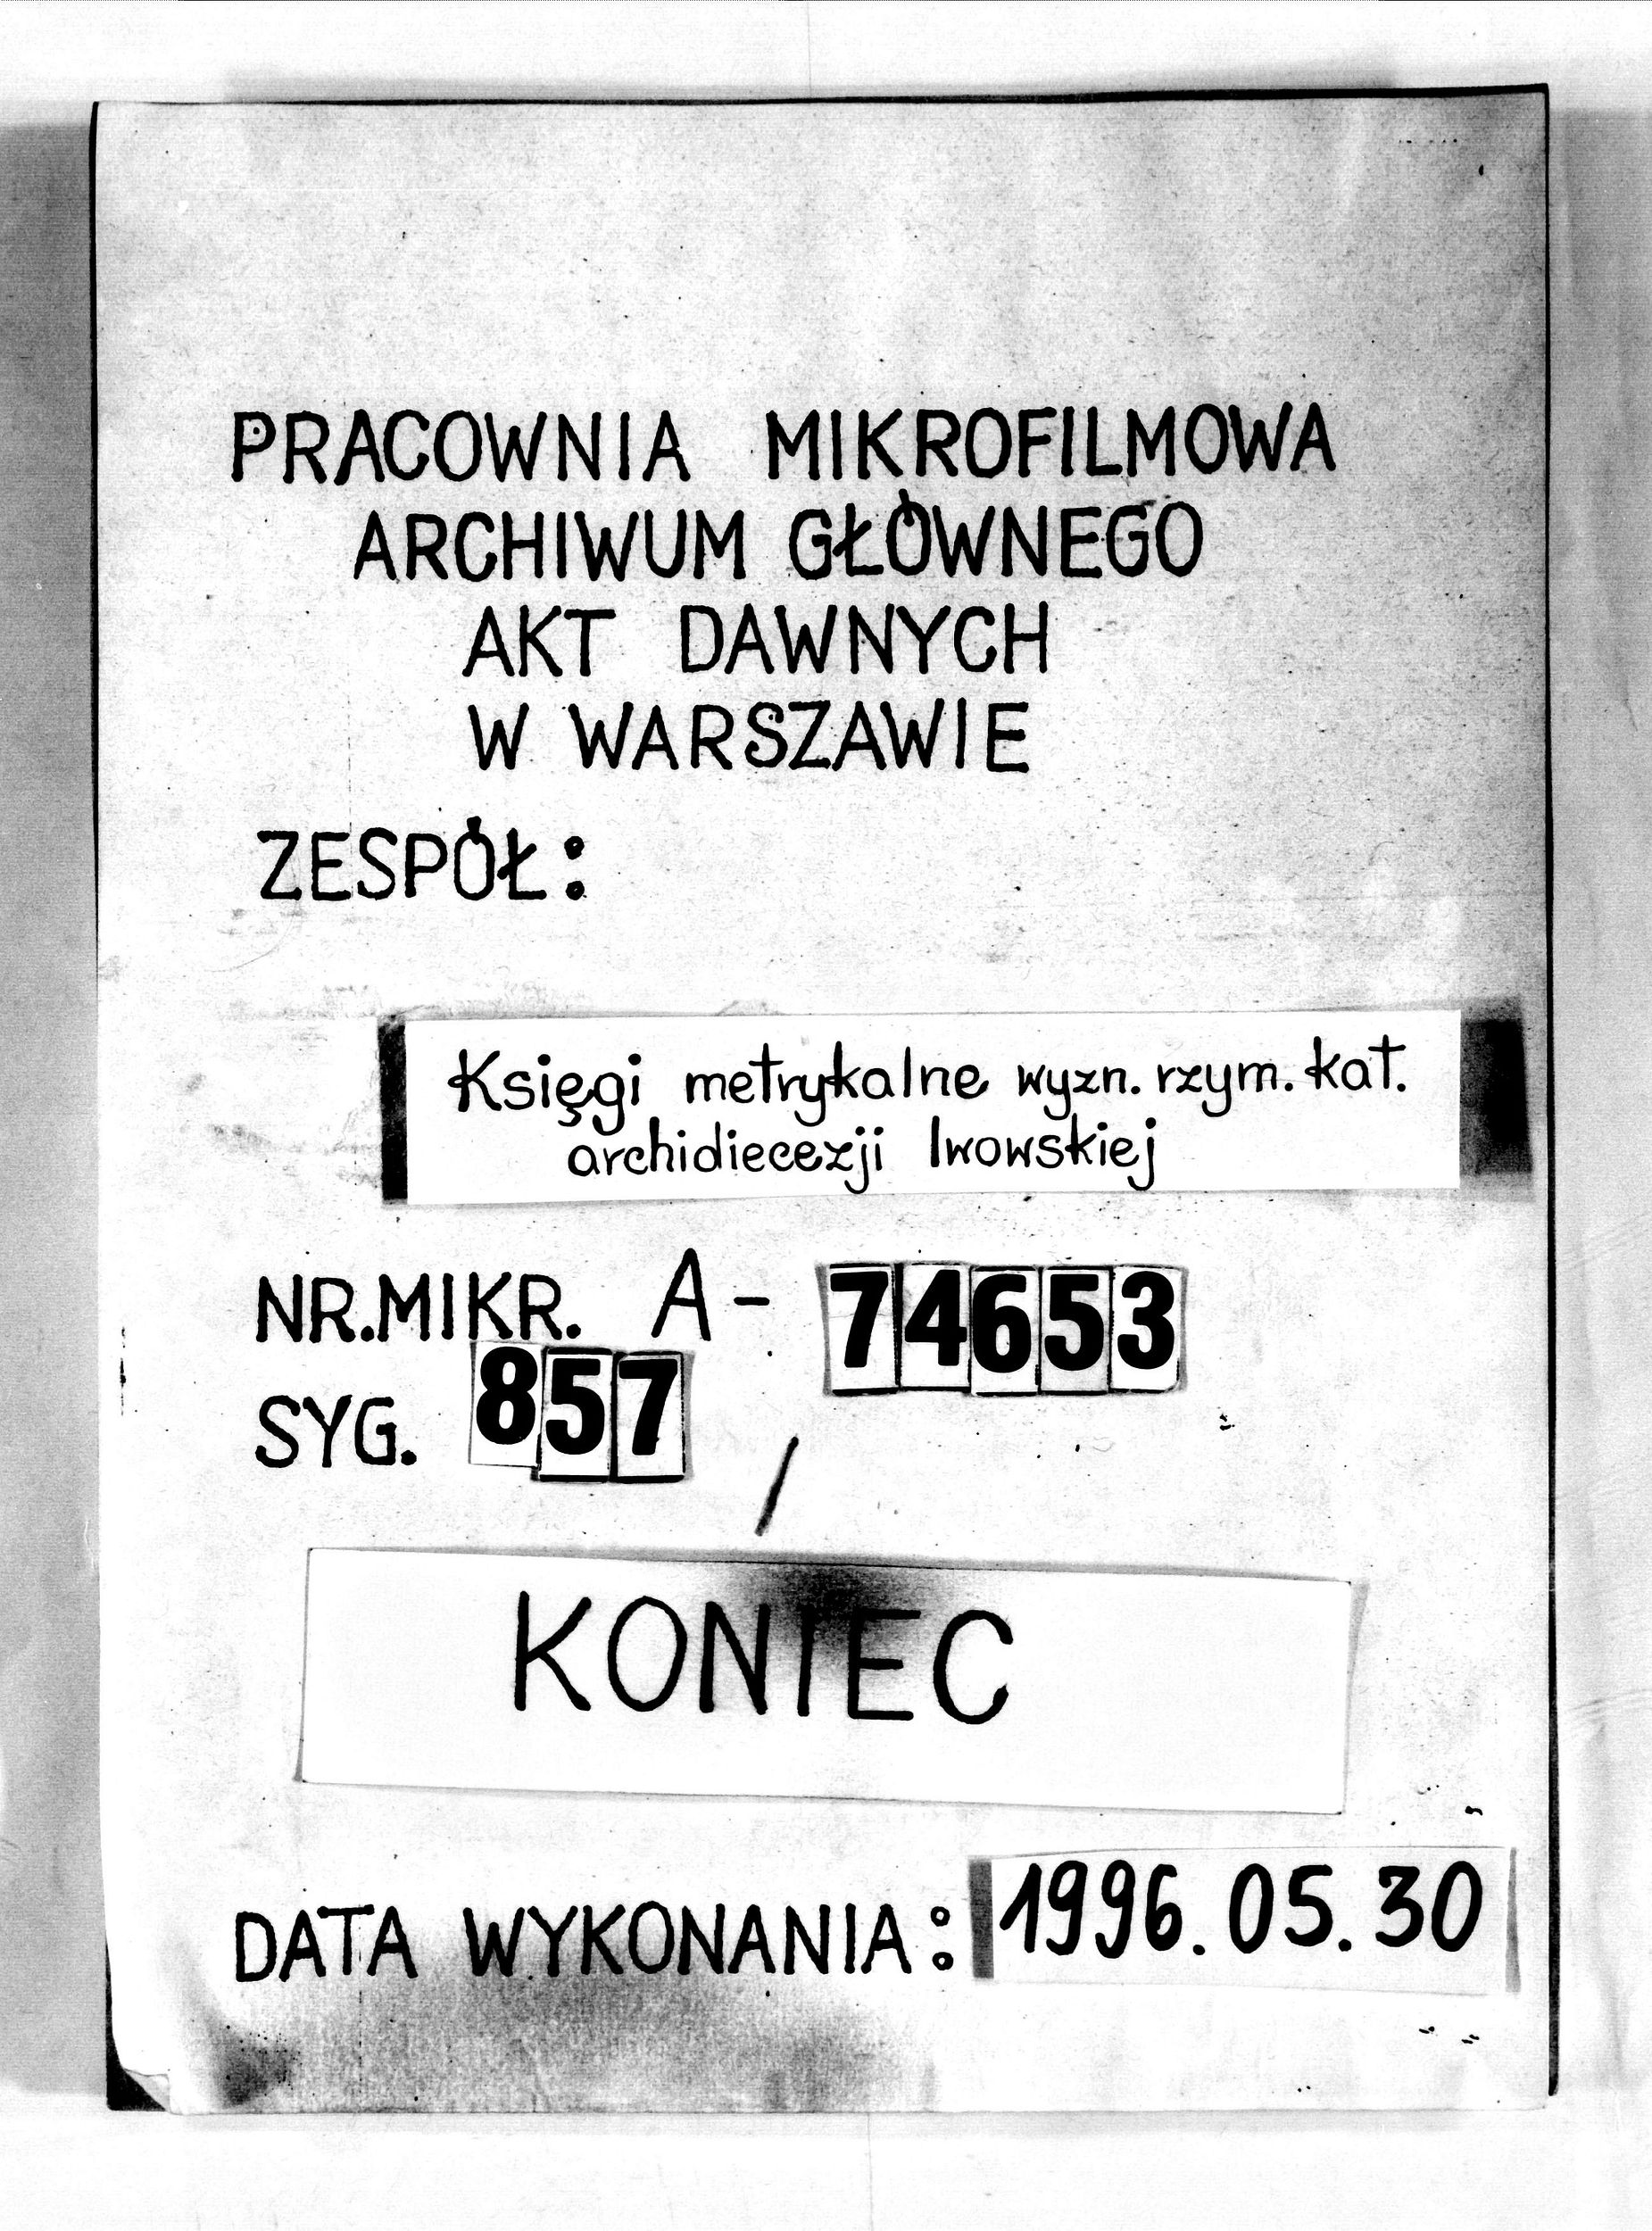 PRACOWNIA MIKROFILMOWA
ARCHIWUM GŁÓWNEGO
AKT DAWNYCH
W WARSZAWIE
ZESPÓŁ:
Księgi metrykalne wyzn. rzym. kat.
archidiecezji lwowskiej
NR.MIKR. A- 74653
SYG. 857 /
KONIEC
DATA WYKONANIA: 1996.05.30